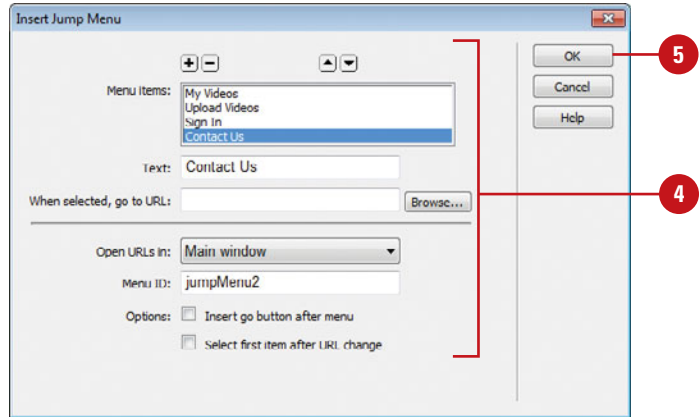 Insert Jump Menu
Menu Items:
My Videos
Upload Videos
Sign In
Contact Us
Text: Contact Us
When selected, go to URL:
Browse...
Open URLs in: Main window
Menu ID: jumpMenu2
Options: Insert go button after menu
Select first item after URL change
OK
Cancel
Help
5
4